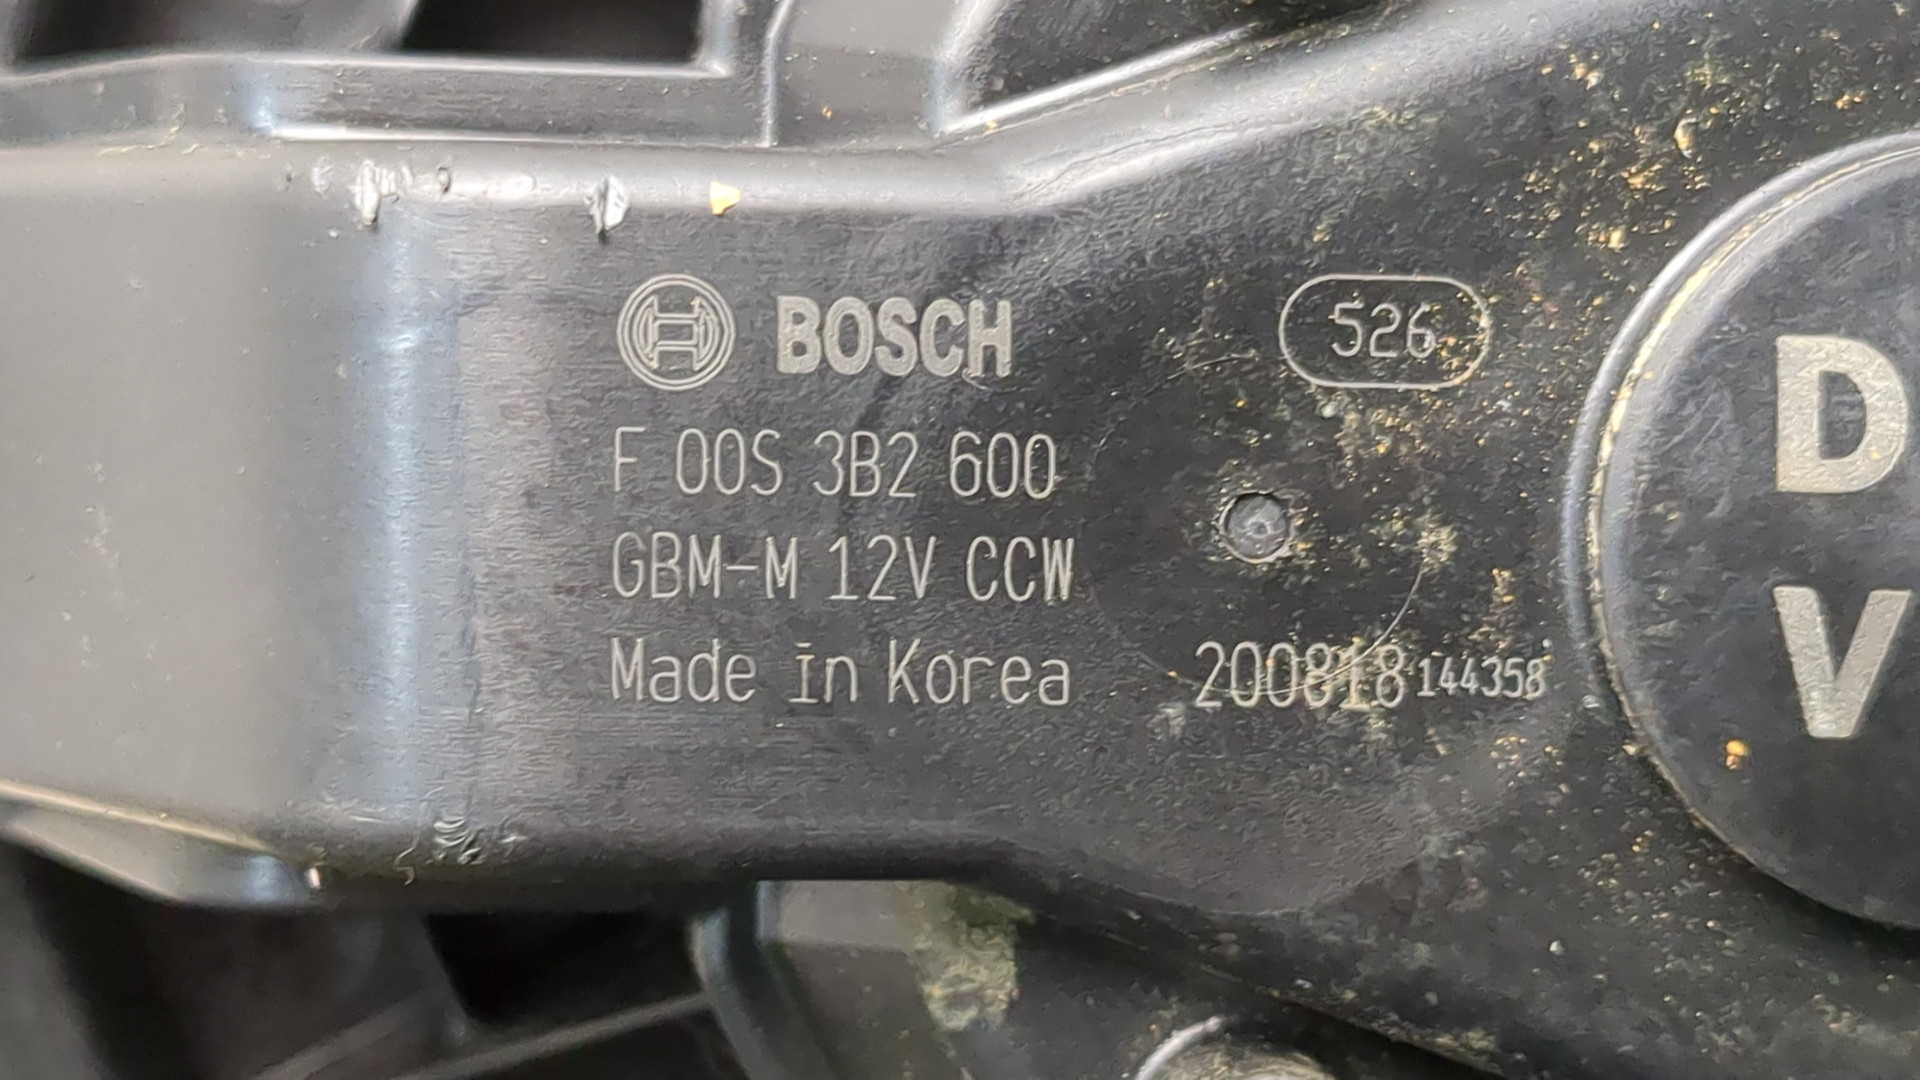 BOSCH 526
F 00S 3B2 600
GBM-M 12V CCW
Made in Korea 200818 144358
D
V